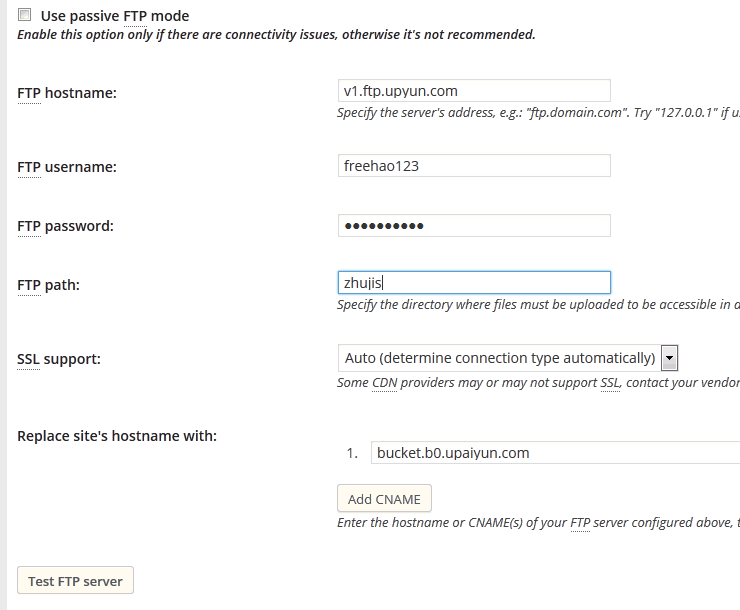 Use passive FTP mode
Enable this option only if there are connectivity issues, otherwise it's not recommended.
FTP hostname:
v1.ftp.upyun.com
Specify the server's address, e.g.: "ftp.domain.com". Try "127.0.0.1" if
FTP username:
freehao123
FTP password:
●●●●●●●●●●
FTP path:
zhujis
Specify the directory where files must be uploaded to be accessible in
SSL support:
Auto (determine connection type automatically)
Some CDN providers may or may not support SSL, contact your vendor
Replace site's hostname with:
1. bucket.b0.upaiyun.com
Add CNAME
Enter the hostname or CNAME(s) of your FTP server configured above,
Test FTP server